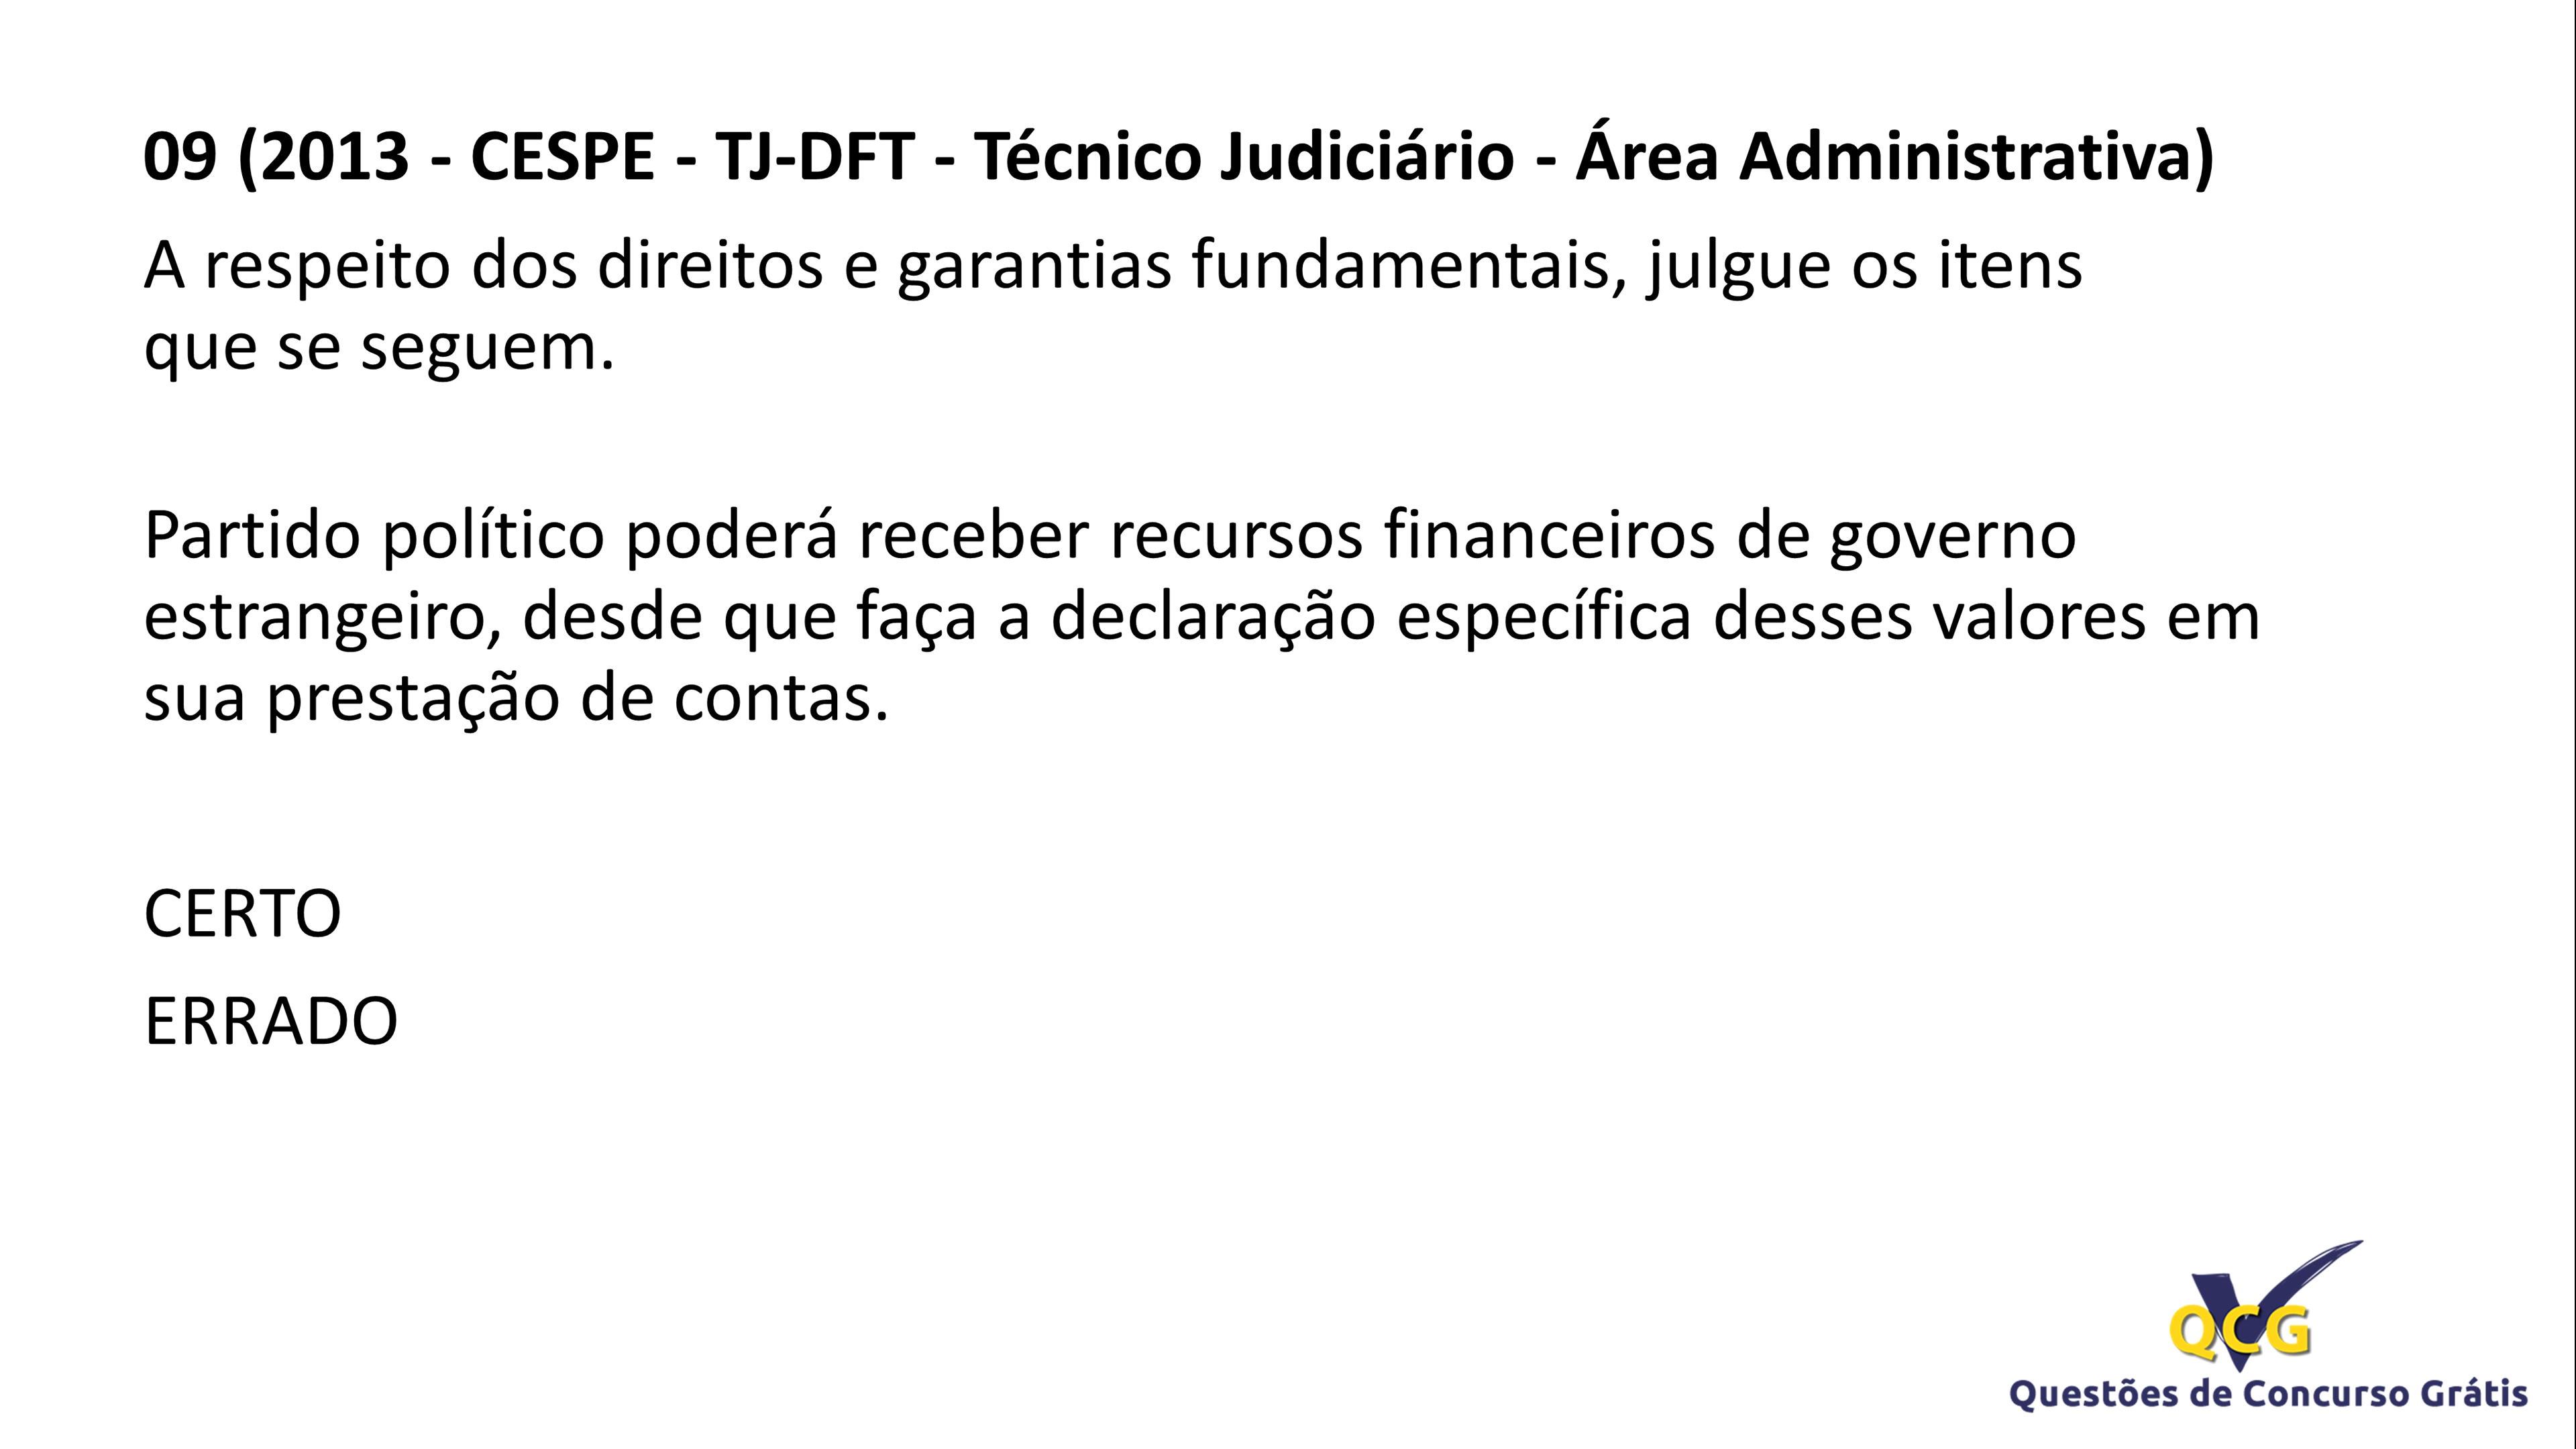 09 (2013 - CESPE - TJ-DFT - Técnico Judiciário - Área Administrativa)
A respeito dos direitos e garantias fundamentais, julgue os itens
que se seguem.
Partido político poderá receber recursos financeiros de governo
estrangeiro, desde que faça a declaração específica desses valores em
sua prestação de contas.
CERTO
ERRADO
QCG
Questões de Concurso Grátis